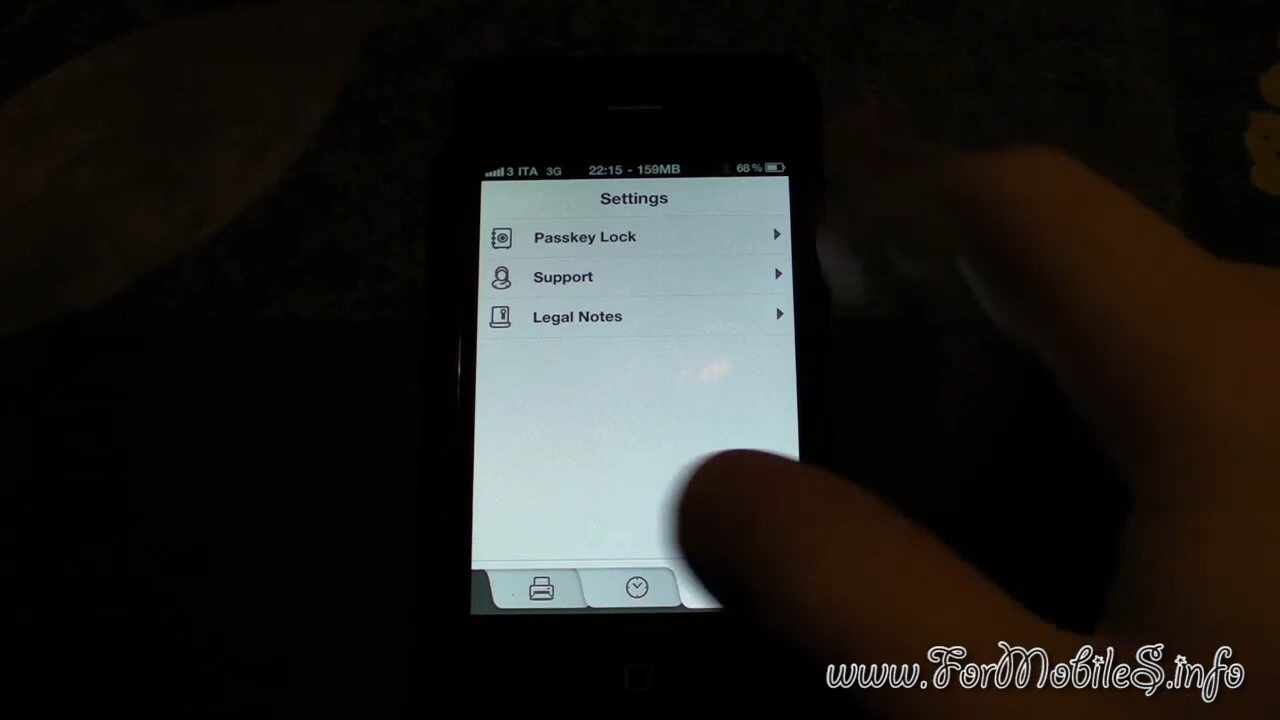 3 ITA 3G 22:15 - 159MB 68%
Settings
Passkey Lock
Support
Legal Notes
www.ForMobileS.info